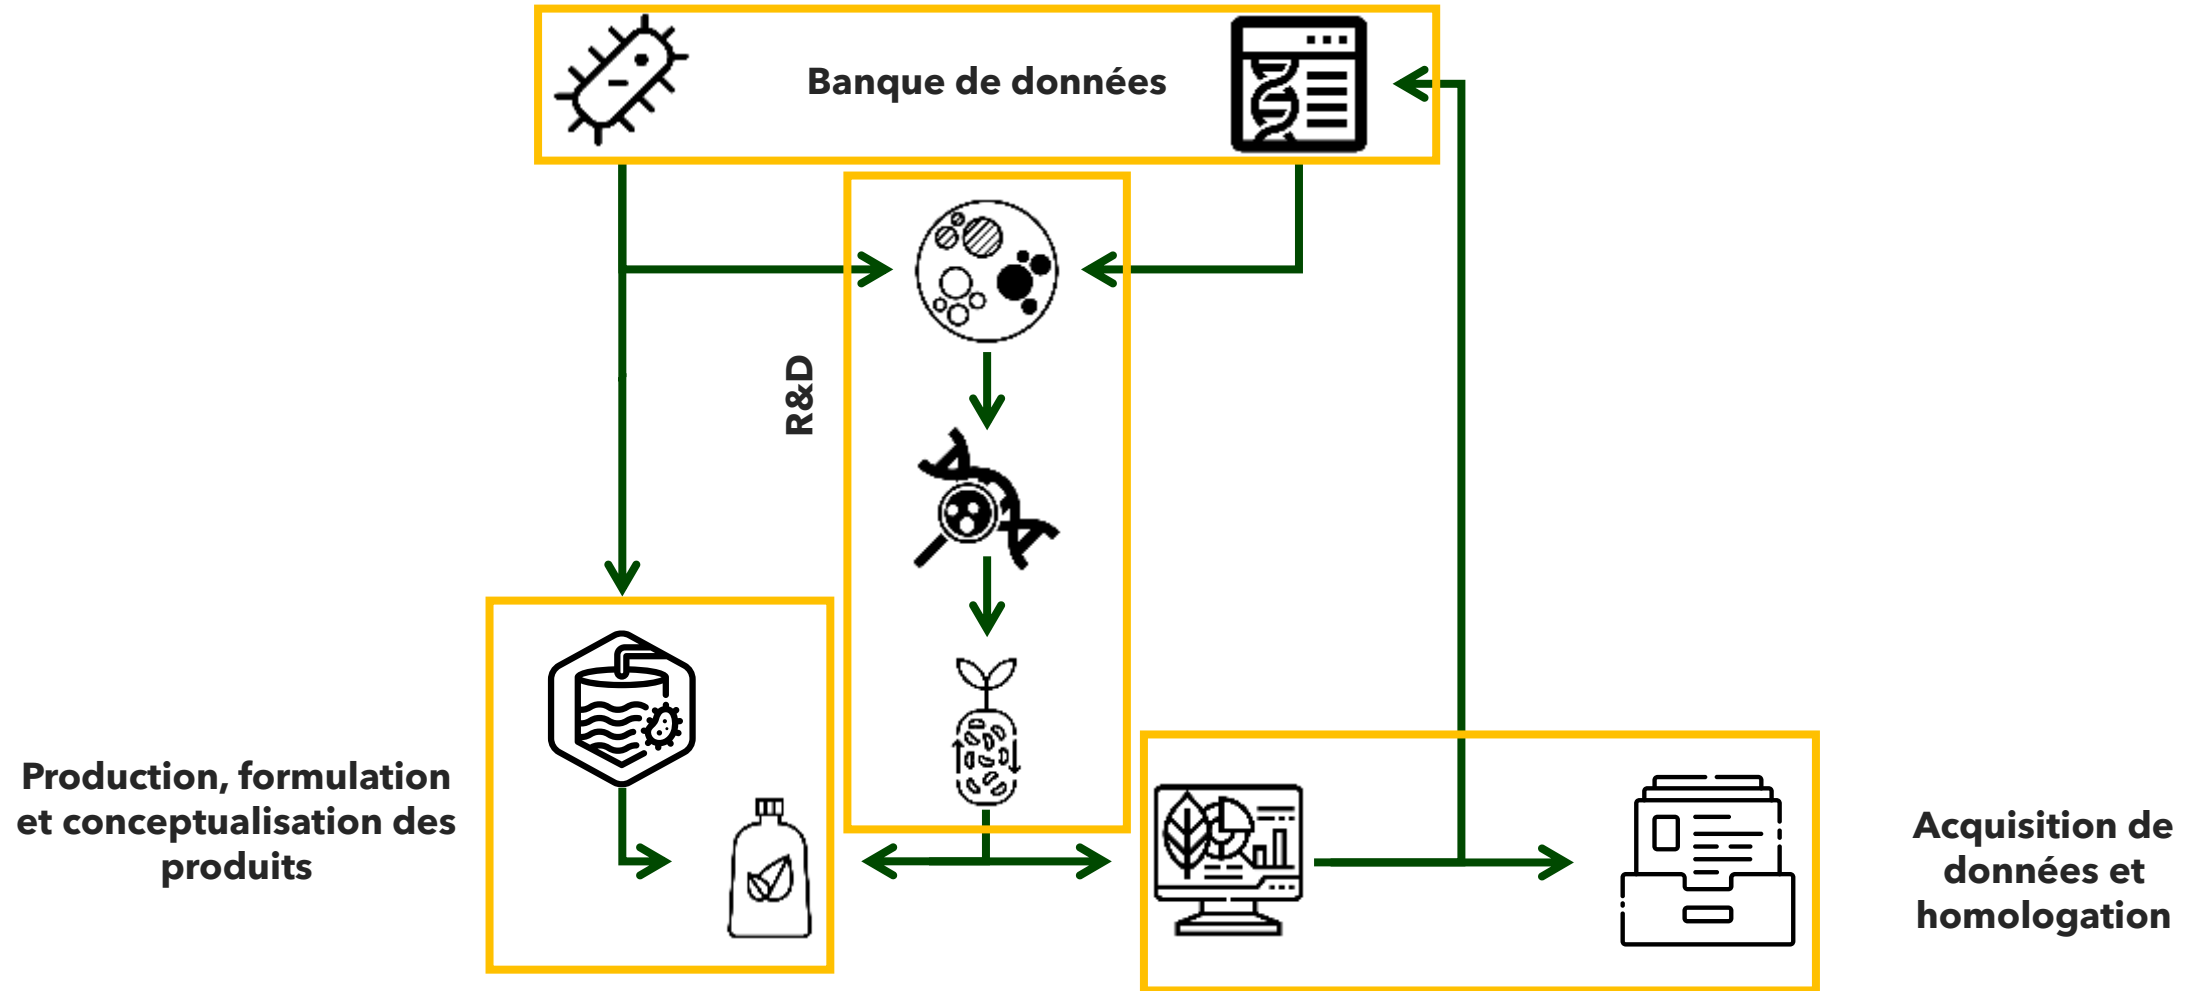 Banque de données
R&D
Production, formulation
et conceptualisation des
produits
Acquisition de
données et
homologation